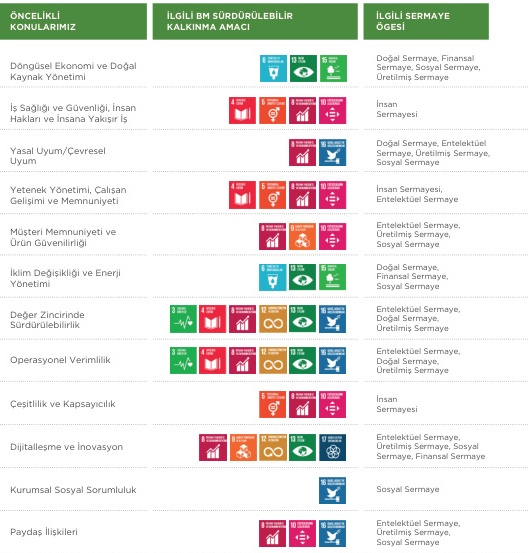 ÖNCELİKLİ
KONULARIMIZ
İLGİLİ BM SÜRDÜRÜLEBİLİR
KALKINMA AMACI
İLGİLİ SERMAYE
ÖGESİ
Döngüsel Ekonomi ve Doğal
Kaynak Yönetimi
6
13
15
Doğal Sermaye, Finansal
Sermaye, Sosyal Sermaye,
Üretilmiş Sermaye
İş Sağlığı ve Güvenliği, İnsan
Hakları ve İnsana Yakışır İş
4
5
8
10
İnsan
Sermayesi
Yasal Uyum/Çevresel
Uyum
8
16
Doğal Sermaye, Entelektüel
Sermaye, Üretilmiş Sermaye,
Sosyal Sermaye
Yetenek Yönetimi, Çalışan
Gelişimi ve Memnuniyeti
4
5
8
10
İnsan Sermayesi,
Entelektüel Sermaye
Müşteri Memnuniyeti ve
Ürün Güvenilirliği
8
9
16
Entelektüel Sermaye,
Üretilmiş Sermaye,
Sosyal Sermaye
İklim Değişikliği ve Enerji
Yönetimi
6
13
15
Doğal Sermaye,
Finansal Sermaye,
Sosyal Sermaye
Değer Zincirinde
Sürdürülebilirlik
3
4
8
12
13
16
Entelektüel Sermaye,
Doğal Sermaye,
Üretilmiş Sermaye
Operasyonel Verimlilik
3
4
8
12
13
16
Entelektüel Sermaye,
Doğal Sermaye,
Üretilmiş Sermaye
Çeşitlilik ve Kapsayıcılık
5
8
10
İnsan
Sermayesi
Dijitalleşme ve İnovasyon
8
9
12
13
17
Entelektüel Sermaye,
Üretilmiş Sermaye, Sosyal
Sermaye, Finansal Sermaye
Kurumsal Sosyal Sorumluluk
16
Sosyal Sermaye
Paydaş İlişkileri
8
10
16
Entelektüel Sermaye,
Üretilmiş Sermaye,
Sosyal Sermaye